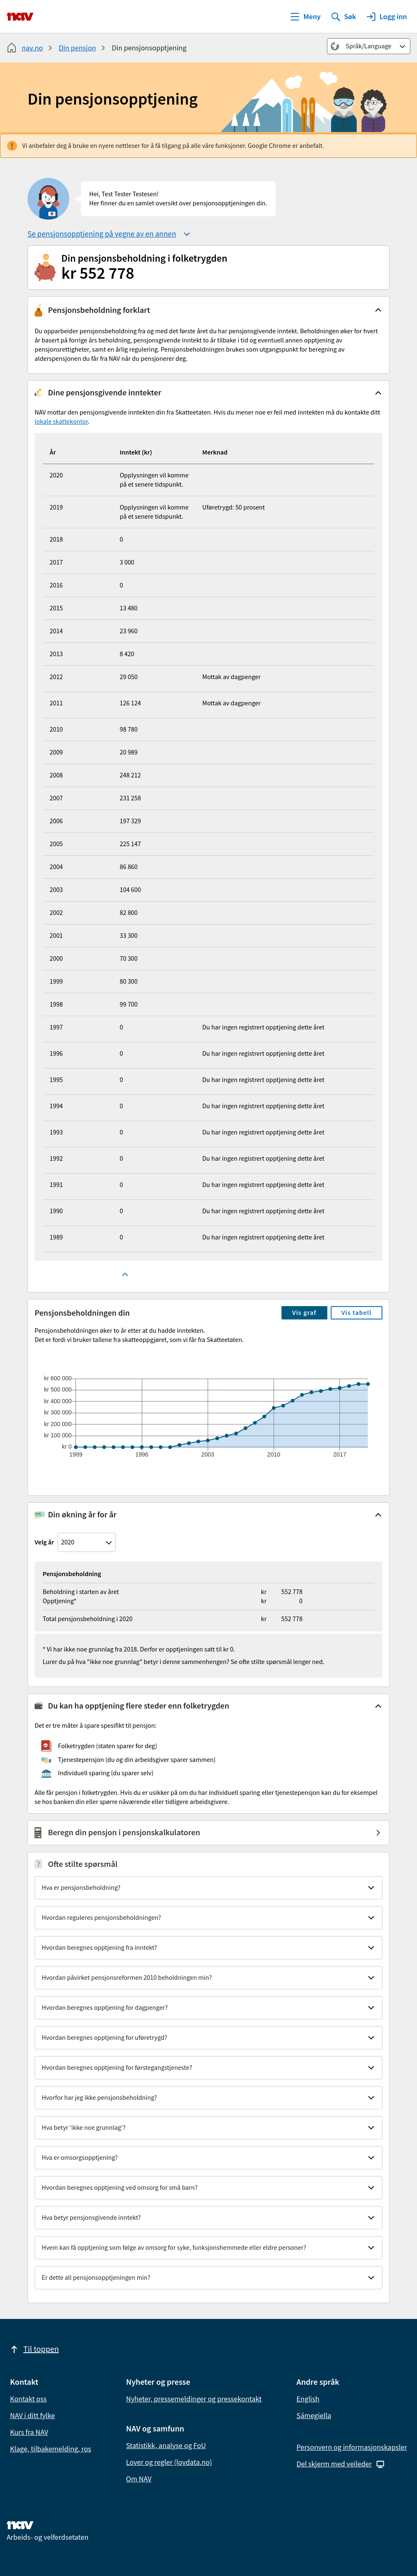 nav
Meny
Søk
Logg inn
nav.no
Din pensjon
Din pensjonsopptjening
Språk/Language
Din pensjonsopptjening
Vi anbefaler deg å bruke en nyere nettleser for å få tilgang på alle våre funksjoner. Google Chrome er anbefalt.
Hei, Test Tester Testesen!
Her finner du en samlet oversikt over pensjonsopptjeningen din.
Se pensjonsopptjening på vegne av en annen
Din pensjonsbeholdning i folketrygden
kr 552 778
Pensjonsbeholdning forklart
Du opparbeider pensjonsbeholdning fra og med det første året du har pensjonsgivende inntekt. Beholdningen øker for hvert
år basert på forrige års beholdning, pensjonsgivende inntekt to år tilbake i tid og eventuell annen opptjening av
pensjonsrettigheter, samt en årlig regulering. Pensjonsbeholdningen brukes som utgangspunkt for beregning av
alderspensjonen du får fra NAV når du pensjonerer deg.
Dine pensjonsgivende inntekter
NAV mottar den pensjonsgivende inntekten din fra Skatteetaten. Hvis du mener noe er feil med inntekten må du kontakte ditt
lokale skattekontor.
År Inntekt (kr) Merknad
2020 Opplysningen vil komme
på et senere tidspunkt.
2019 Opplysningen vil komme Uføretrygd: 50 prosent
på et senere tidspunkt.
2018 0
2017 3 000
2016 0
2015 13 480
2014 23 960
2013 8 420
2012 29 050 Mottak av dagpenger
2011 126 124 Mottak av dagpenger
2010 98 780
2009 20 989
2008 248 212
2007 231 258
2006 197 329
2005 225 147
2004 86 860
2003 104 600
2002 82 800
2001 33 300
2000 70 300
1999 80 300
1998 99 700
1997 0 Du har ingen registrert opptjening dette året
1996 0 Du har ingen registrert opptjening dette året
1995 0 Du har ingen registrert opptjening dette året
1994 0 Du har ingen registrert opptjening dette året
1993 0 Du har ingen registrert opptjening dette året
1992 0 Du har ingen registrert opptjening dette året
1991 0 Du har ingen registrert opptjening dette året
1990 0 Du har ingen registrert opptjening dette året
1989 0 Du har ingen registrert opptjening dette året
Pensjonsbeholdningen din
Vis graf
Vis tabell
Pensjonsbeholdningen øker to år etter at du hadde inntekten.
Det er fordi vi bruker tallene fra skatteoppgjøret, som vi får fra Skatteetaten.
kr 600 000
kr 500 000
kr 400 000
kr 300 000
kr 200 000
kr 100 000
kr 0
1989 1996 2003 2010 2017
Din økning år for år
Velg år 2020
Pensjonsbeholdning
Beholdning i starten av året kr 552 778
Opptjening* kr 0
Total pensjonsbeholdning i 2020 kr 552 778
* Vi har ikke noe grunnlag fra 2018. Derfor er opptjeningen satt til kr 0.
Lurer du på hva "ikke noe grunnlag" betyr i denne sammenhengen? Se ofte stilte spørsmål lenger ned.
Du kan ha opptjening flere steder enn folketrygden
Det er tre måter å spare spesifikt til pensjon:
Folketrygden (staten sparer for deg)
Tjenestepensjon (du og din arbeidsgiver sparer sammen)
Individuell sparing (du sparer selv)
Alle får pensjon i folketrygden. Hvis du er usikker på om du har individuell sparing eller tjenestepensjon kan du for eksempel
se hos banken din eller spørre nåværende eller tidligere arbeidsgivere.
Beregn din pensjon i pensjonskalkulatoren
? Ofte stilte spørsmål
Hva er pensjonsbeholdning?
Hvordan reguleres pensjonsbeholdningen?
Hvordan beregnes opptjening fra inntekt?
Hvordan påvirket pensjonsreformen 2010 beholdningen min?
Hvordan beregnes opptjening for dagpenger?
Hvordan beregnes opptjening for uføretrygd?
Hvordan beregnes opptjening for førstegangstjeneste?
Hvorfor har jeg ikke pensjonsbeholdning?
Hva betyr 'ikke noe grunnlag'?
Hva er omsorgsopptjening?
Hvordan beregnes opptjening ved omsorg for små barn?
Hva betyr pensjonsgivende inntekt?
Hvem kan få opptjening som følge av omsorg for syke, funksjonshemmede eller eldre personer?
Er dette all pensjonsopptjeningen min?
Til toppen
Kontakt
Kontakt oss
NAV i ditt fylke
Kurs fra NAV
Klage, tilbakemelding, ros
Nyheter og presse
Nyheter, pressemeldinger og pressekontakt
NAV og samfunn
Statistikk, analyse og FoU
Lover og regler (lovdata.no)
Om NAV
Andre språk
English
Sámegiella
Personvern og informasjonskapsler
Del skjerm med veileder
nav
Arbeids- og velferdsetaten